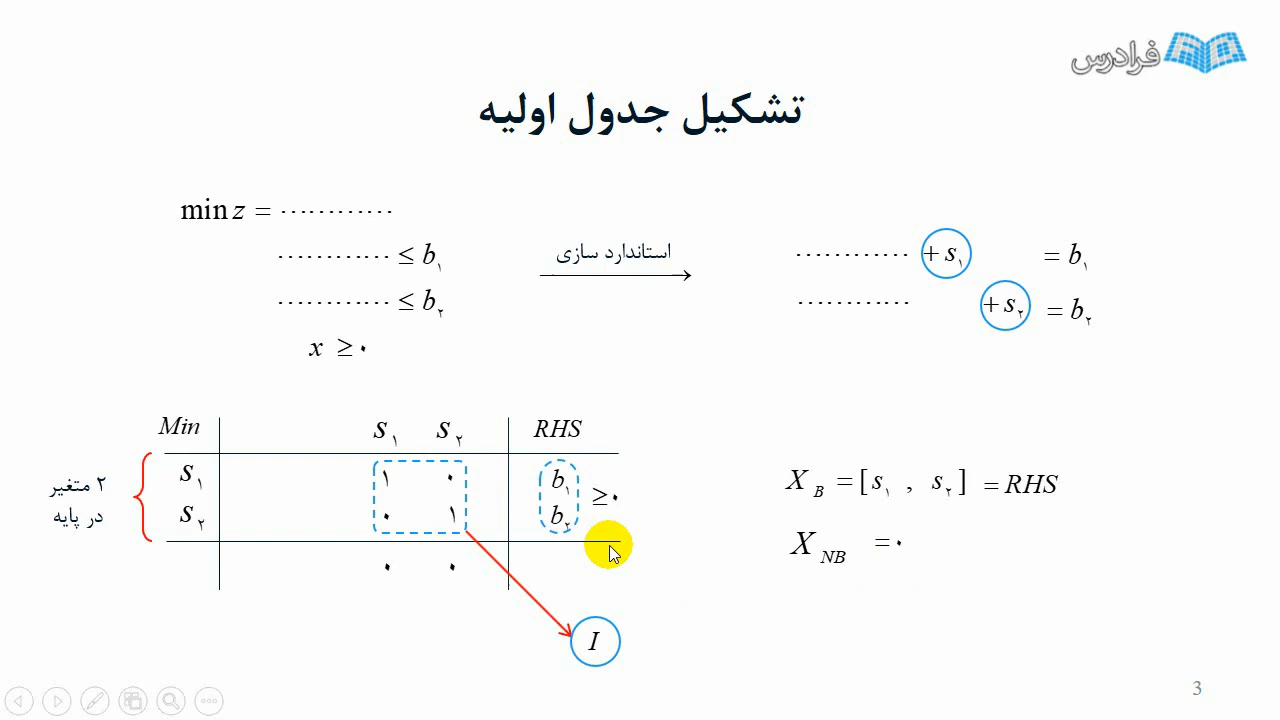 فرادرس
تشکیل جدول اولیه
min z = ............
............ ≤ b۱
............ ≤ b۲
x ≥ ۰
استاندارد سازی
............ + s۱ = b۱
............ + s۲ = b۲
Min s۱ s۲ RHS
s۱ ۱ ۰ b۱
s۲ ۰ ۱ b۲
≥ ۰
۰ ۰
۲ متغیر
در پایه
I
X B = [ s۱ , s۲ ] = RHS
X NB = ۰
3